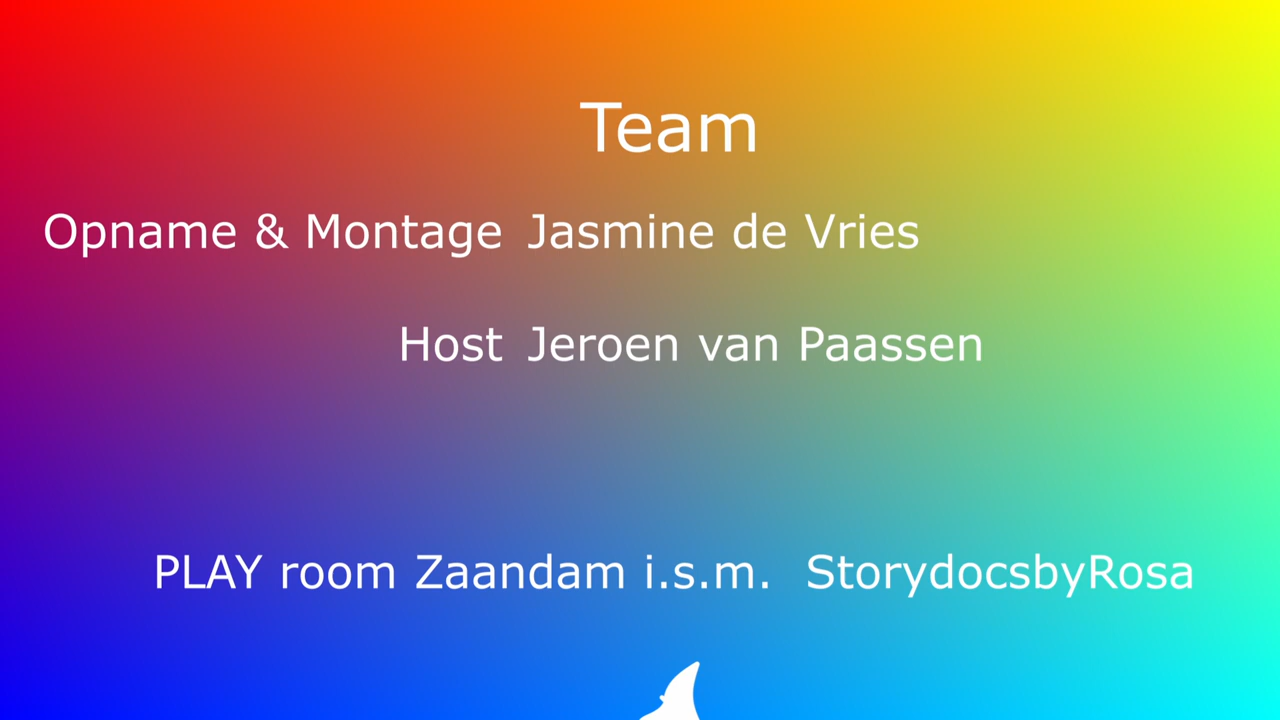 Team
Opname & Montage Jasmine de Vries
Host Jeroen van Paassen
PLAY room Zaandam i.s.m. StorydocsbyRosa